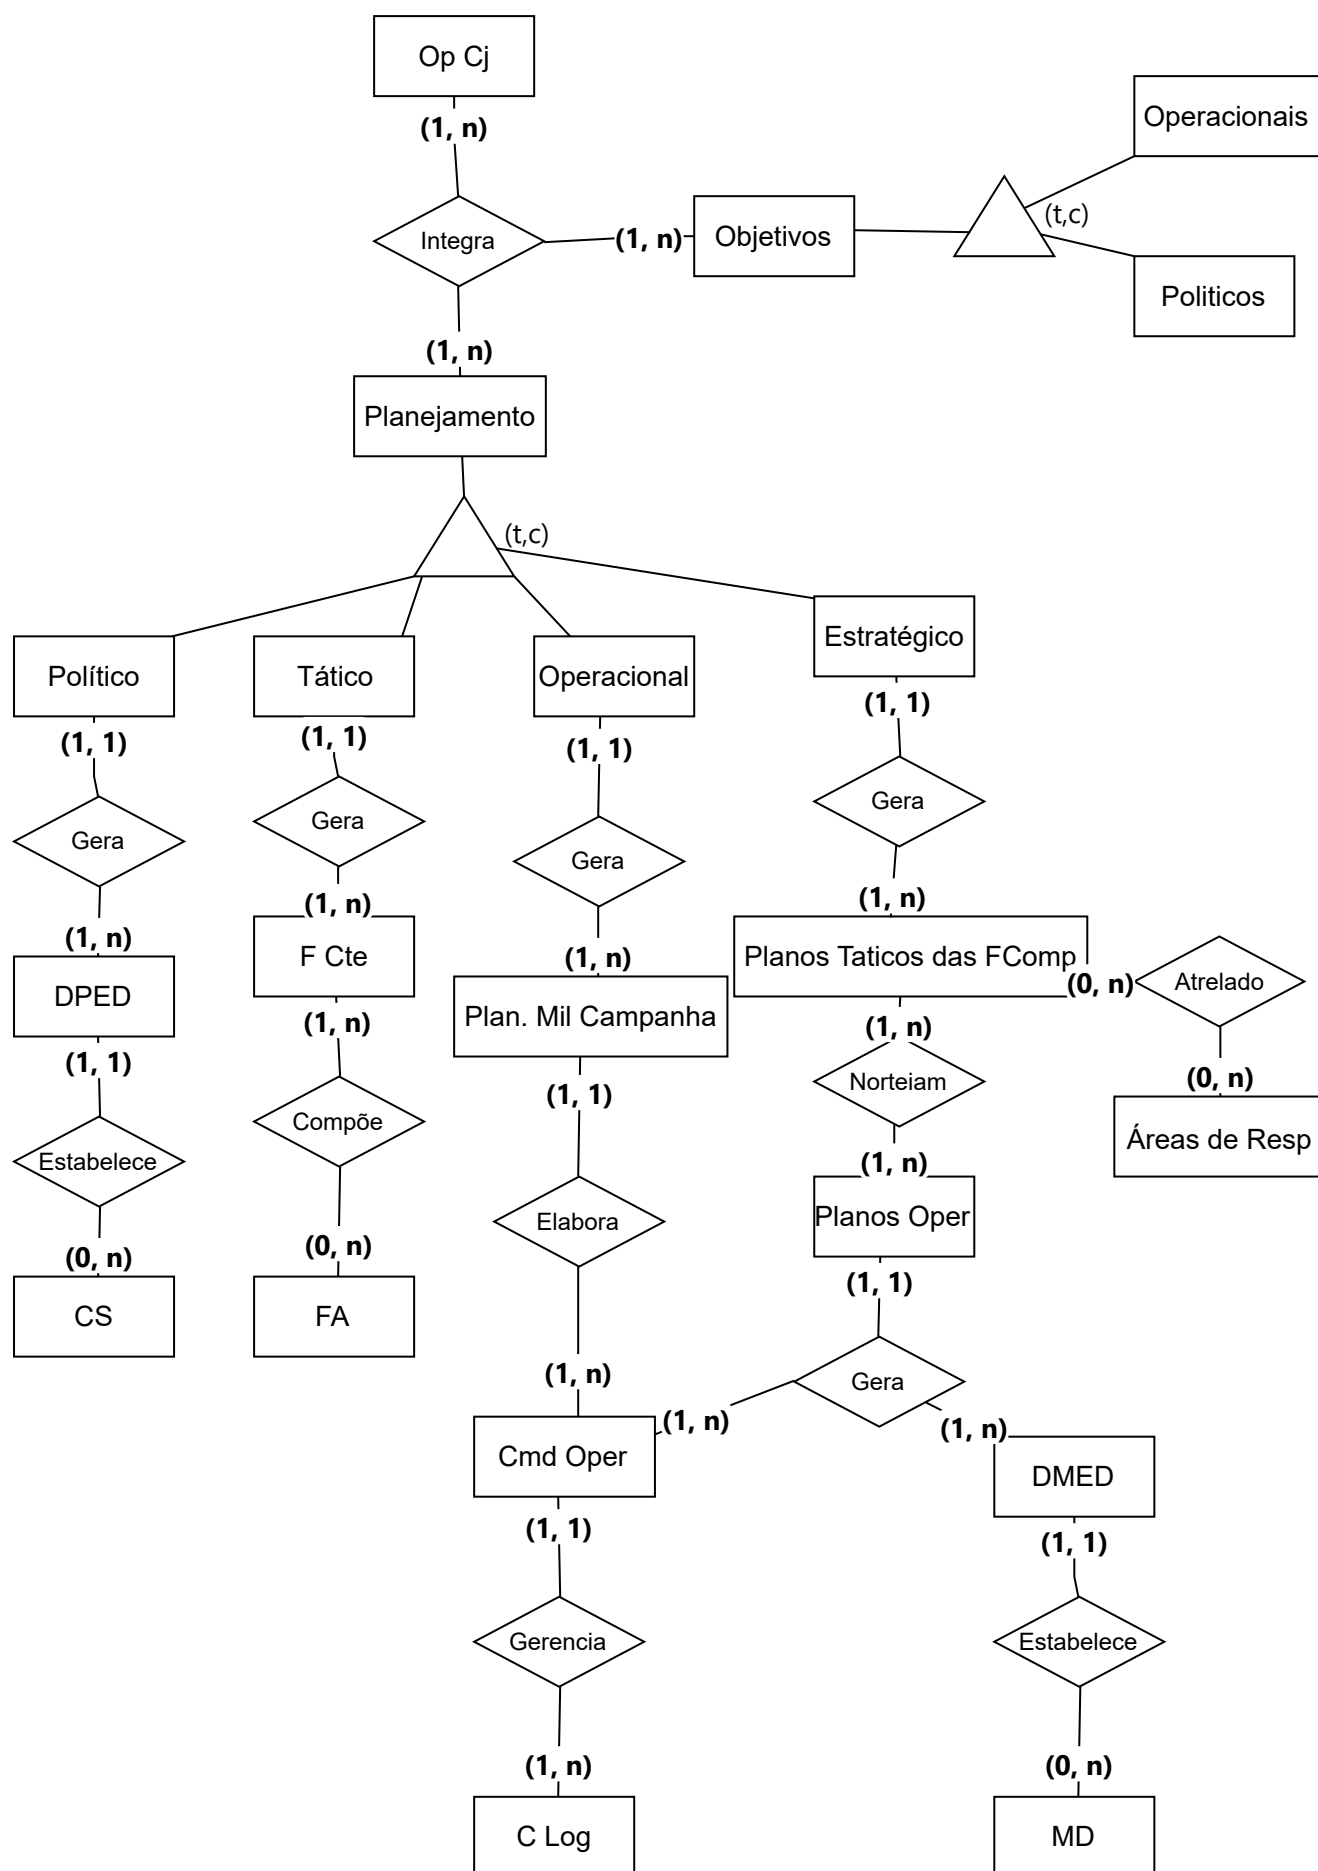 Op Cj
(1, n)
Operacionais
Integra
(1, n)
Objetivos
(t,c)
Politicos
(1, n)
Planejamento
(t,c)
Político
Tático
Operacional
Estratégico
(1, 1)
(1, 1)
(1, 1)
(1, 1)
Gera
Gera
Gera
Gera
(1, n)
(1, n)
(1, n)
(1, n)
DPED
F Cte
Plan. Mil Campanha
Planos Taticos das FComp
(0, n)
Atrelado
(1, 1)
(1, n)
(1, 1)
(1, n)
(0, n)
Estabelece
Compõe
Elabora
Norteiam
Áreas de Resp
(0, n)
(0, n)
(1, n)
(1, n)
CS
FA
Planos Oper
(1, 1)
Gera
(1, n)
(1, n)
Cmd Oper
DMED
(1, 1)
(1, 1)
Gerencia
Estabelece
(1, n)
(0, n)
C Log
MD